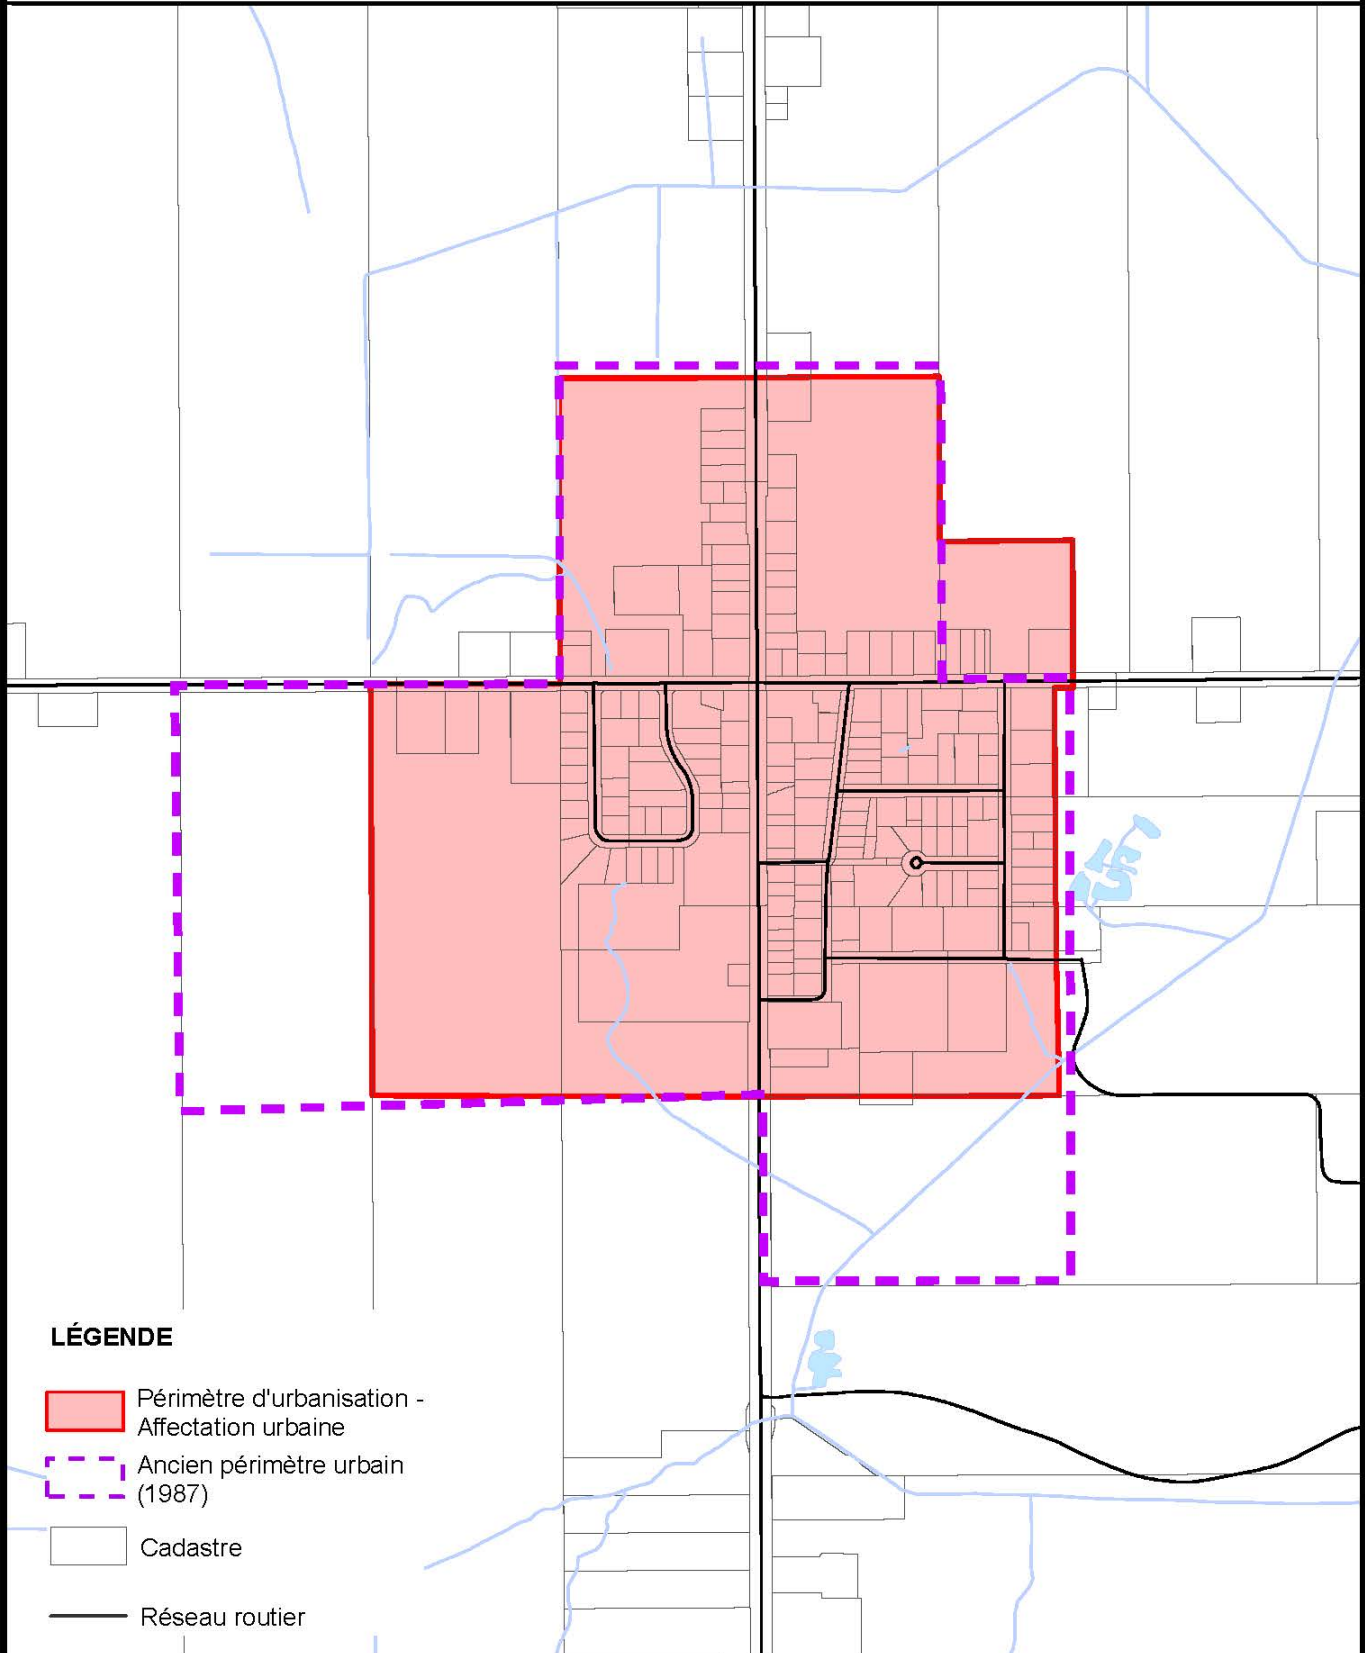 LÉGENDE
Périmètre d'urbanisation -
Affectation urbaine
Ancien périmètre urbain
(1987)
Cadastre
Réseau routier